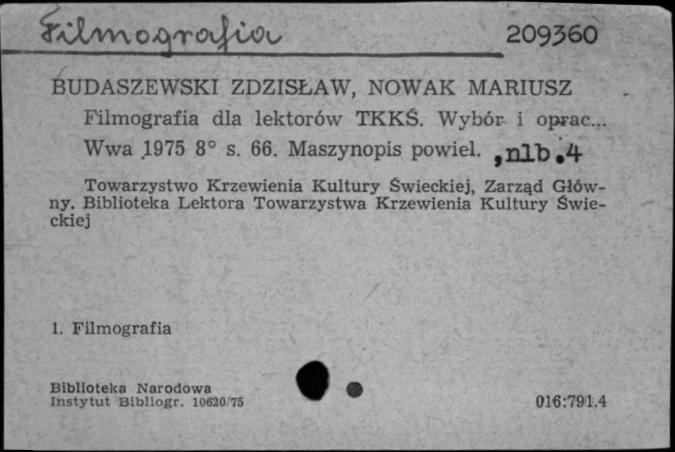 Filmografia 209360
BUDASZEWSKI ZDZISŁAW, NOWAK MARIUSZ
Filmografia dla lektorów TKKŚ. Wybór i oprac...
Wwa 1975 8° s. 66. Maszynopis powiel. , nlb.4
Towarzystwo Krzewienia Kultury Świeckiej, Zarząd Głów-
ny. Biblioteka Lektora Towarzystwa Krzewienia Kultury Świe-
ckiej
1. Filmografia
Biblioteka Narodowa
Instytut Bibliogr. 10620/75 016:791.4